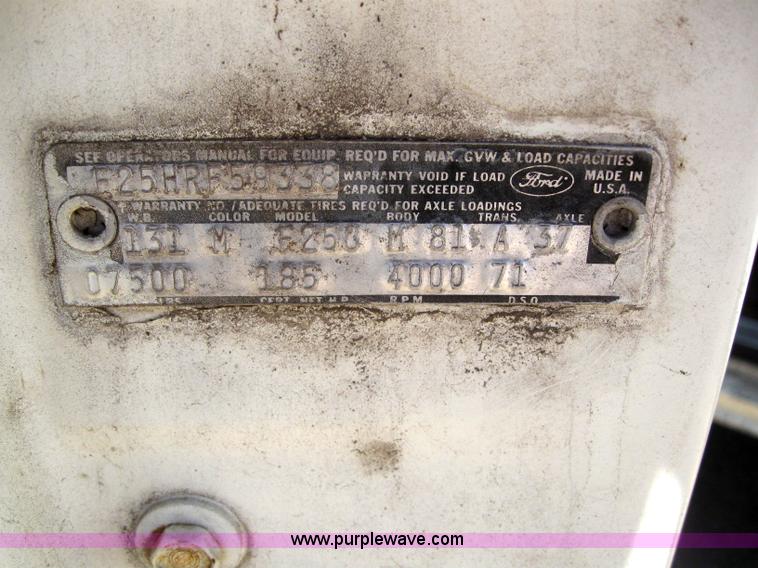 SEE OPERATORS MANUAL FOR EQUIP. REQ'D FOR MAX. GVW & LOAD CAPACITIES
F25HRF59338 WARRANTY VOID IF LOAD CAPACITY EXCEEDED Ford MADE IN U.S.A.
WARRANTY NO./ADEQUATE TIRES REQ'D FOR AXLE LOADINGS
W.B. COLOR MODEL BODY TRANS. AXLE
131 M F250 M 81 A 37
07500 185 4000 71
LBS CERT. NET H.P. R.P.M D.S.O.
www.purplewave.com